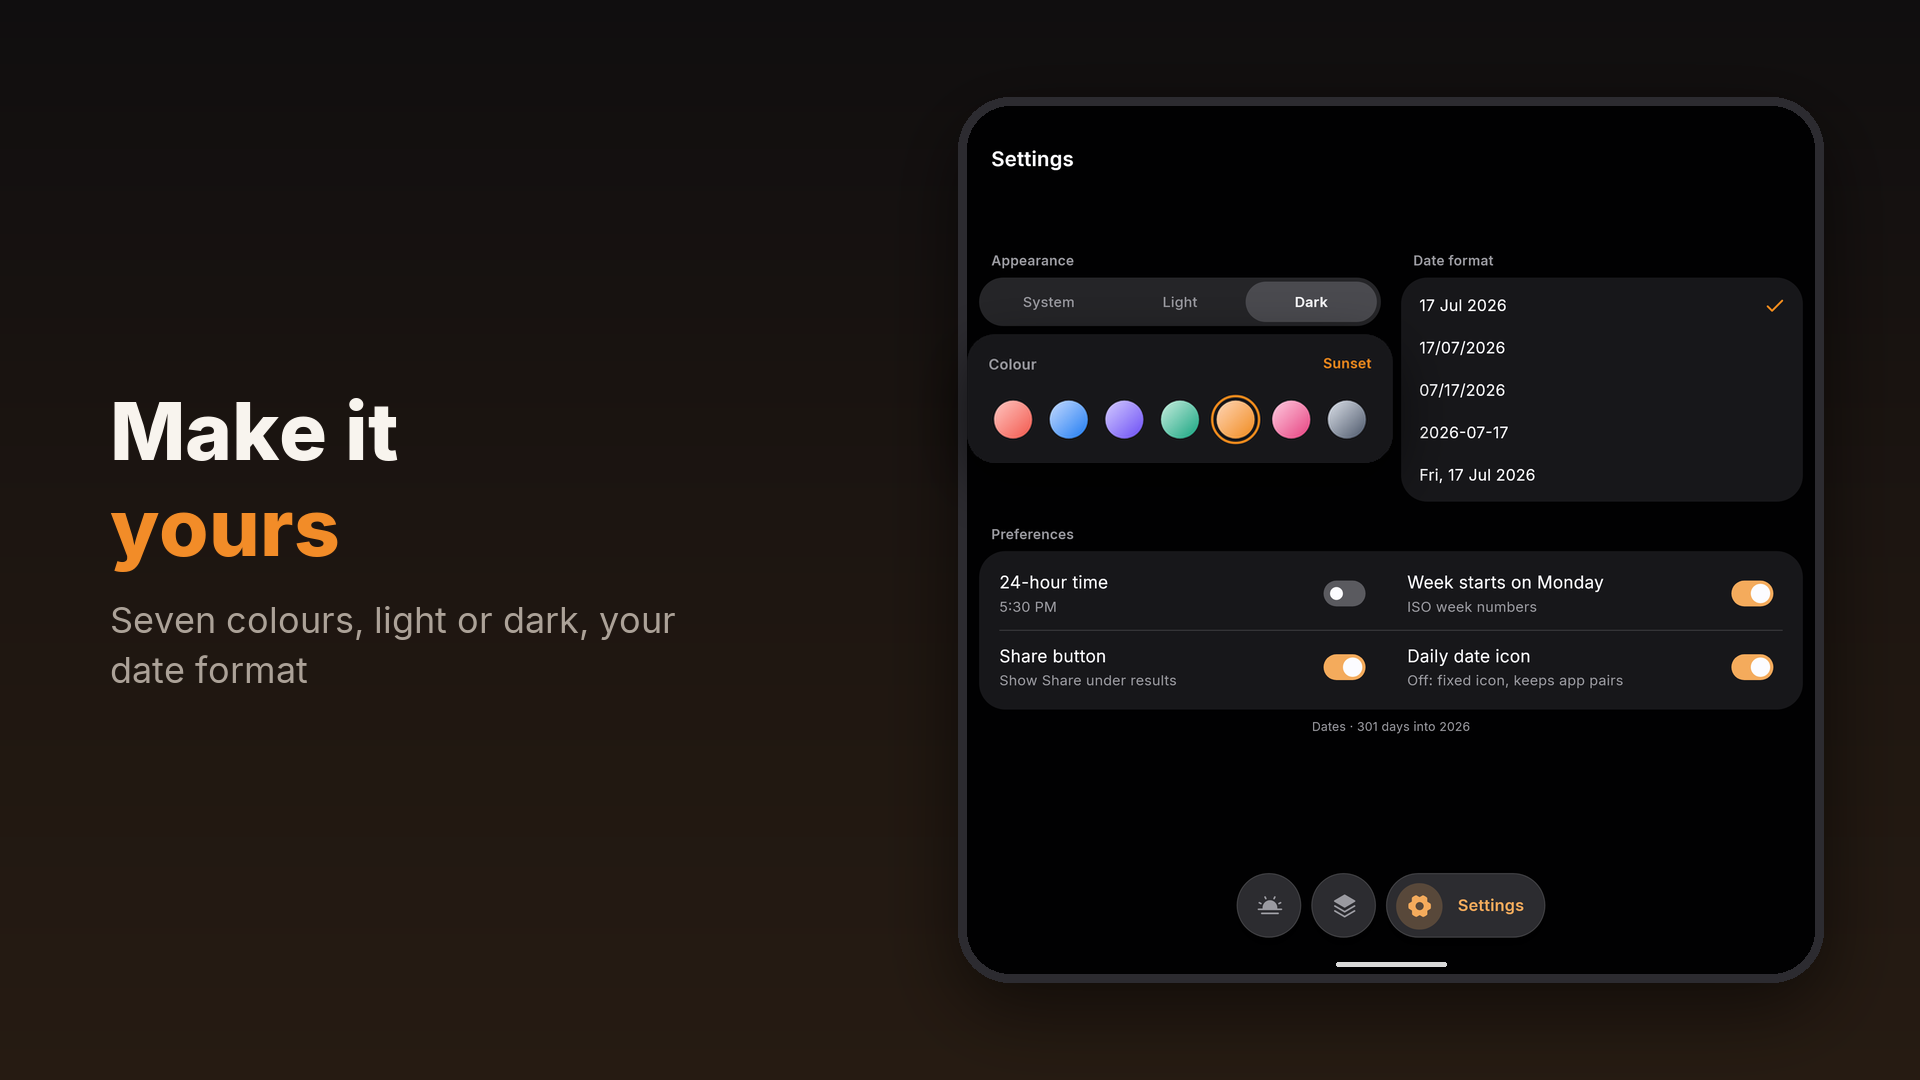 Make it
yours
Seven colours, light or dark, your
date format
Settings
Appearance
System Light Dark
Colour Sunset
Date format
17 Jul 2026
17/07/2026
07/17/2026
2026-07-17
Fri, 17 Jul 2026
Preferences
24-hour time
5:30 PM
Week starts on Monday
ISO week numbers
Share button
Show Share under results
Daily date icon
Off: fixed icon, keeps app pairs
Dates · 301 days into 2026
Settings